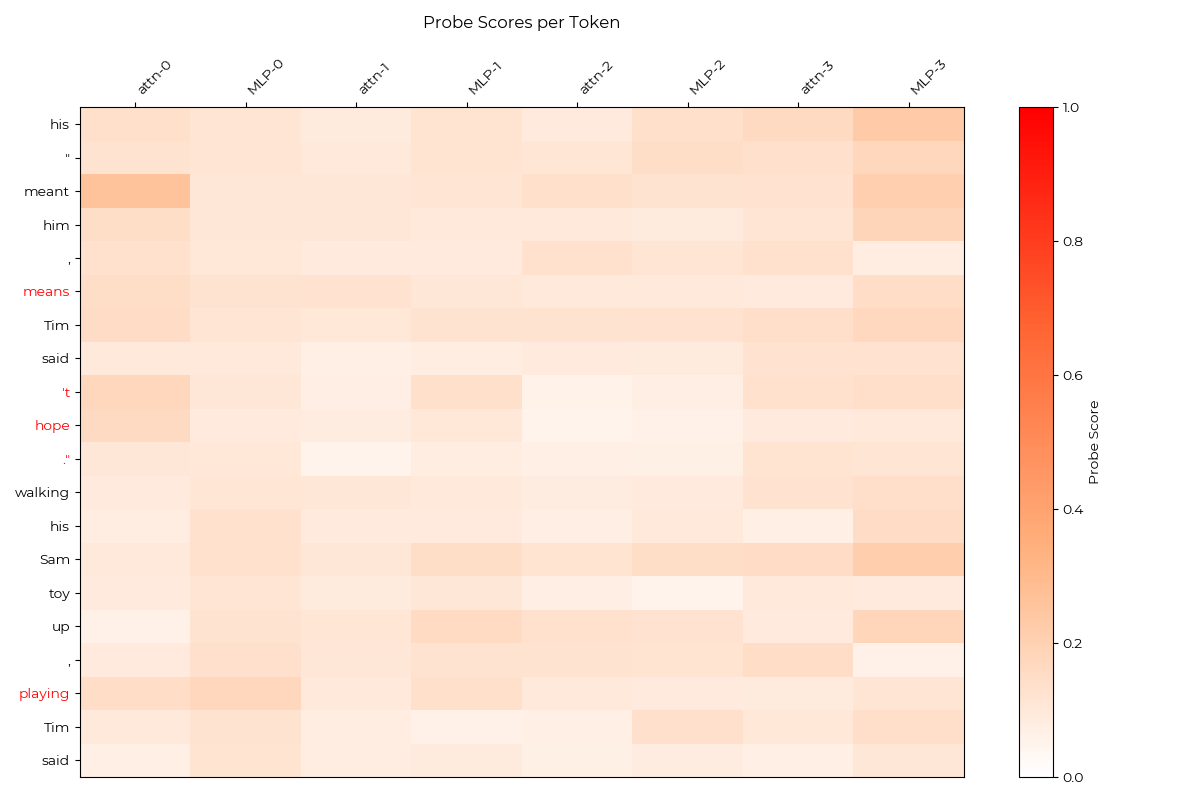 Probe Scores per Token
attn-0 MLP-0 attn-1 MLP-1 attn-2 MLP-2 attn-3 MLP-3
his
"
meant
him
,
means
Tim
said
't
hope
."
walking
his
Sam
toy
up
,
playing
Tim
said
1.0
0.8
0.6
0.4
0.2
0.0
Probe Score